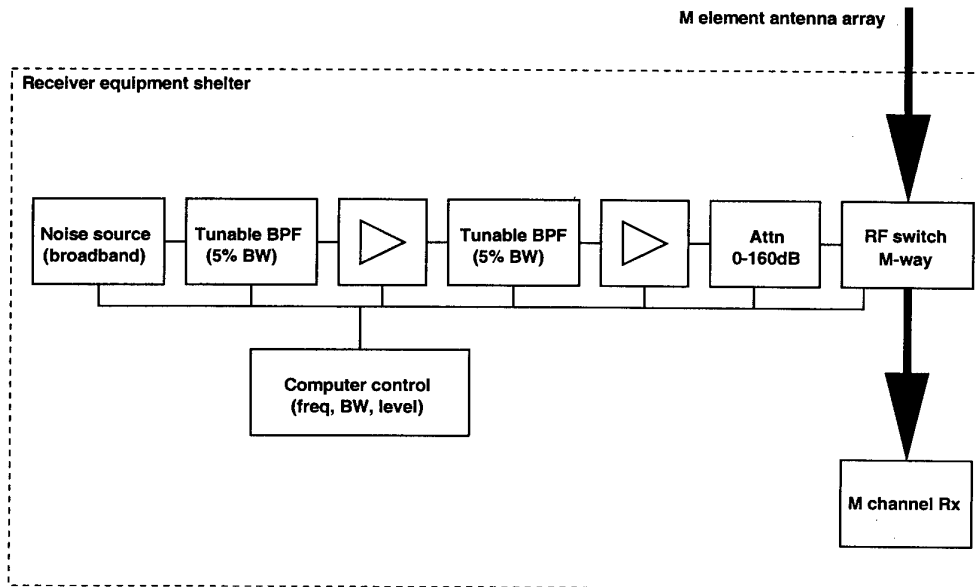 M element antenna array
Receiver equipment shelter
Noise source
(broadband)
Tunable BPF
(5% BW)
Tunable BPF
(5% BW)
Attn
0-160dB
RF switch
M-way
Computer control
(freq, BW, level)
M channel Rx